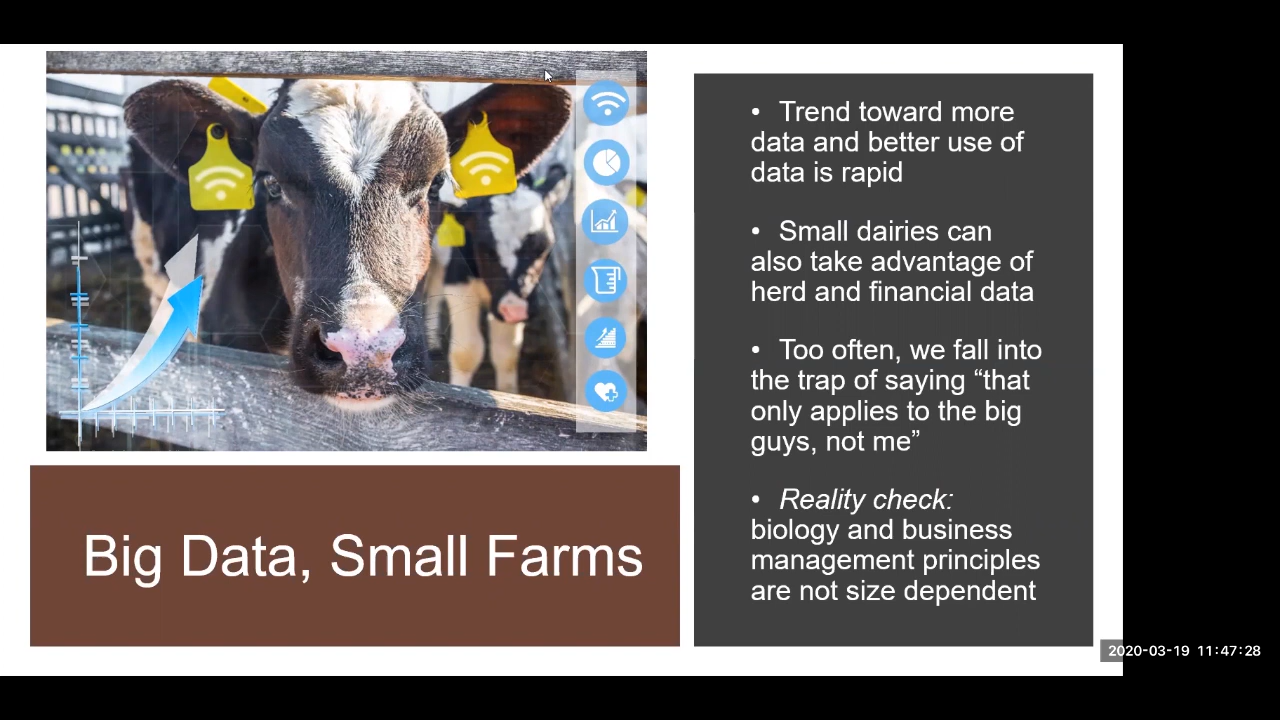 • Trend toward more
data and better use of
data is rapid
• Small dairies can
also take advantage of
herd and financial data
• Too often, we fall into
the trap of saying “that
only applies to the big
guys, not me”
• Reality check:
biology and business
management principles
are not size dependent
Big Data, Small Farms
2020-03-19 11:47:28